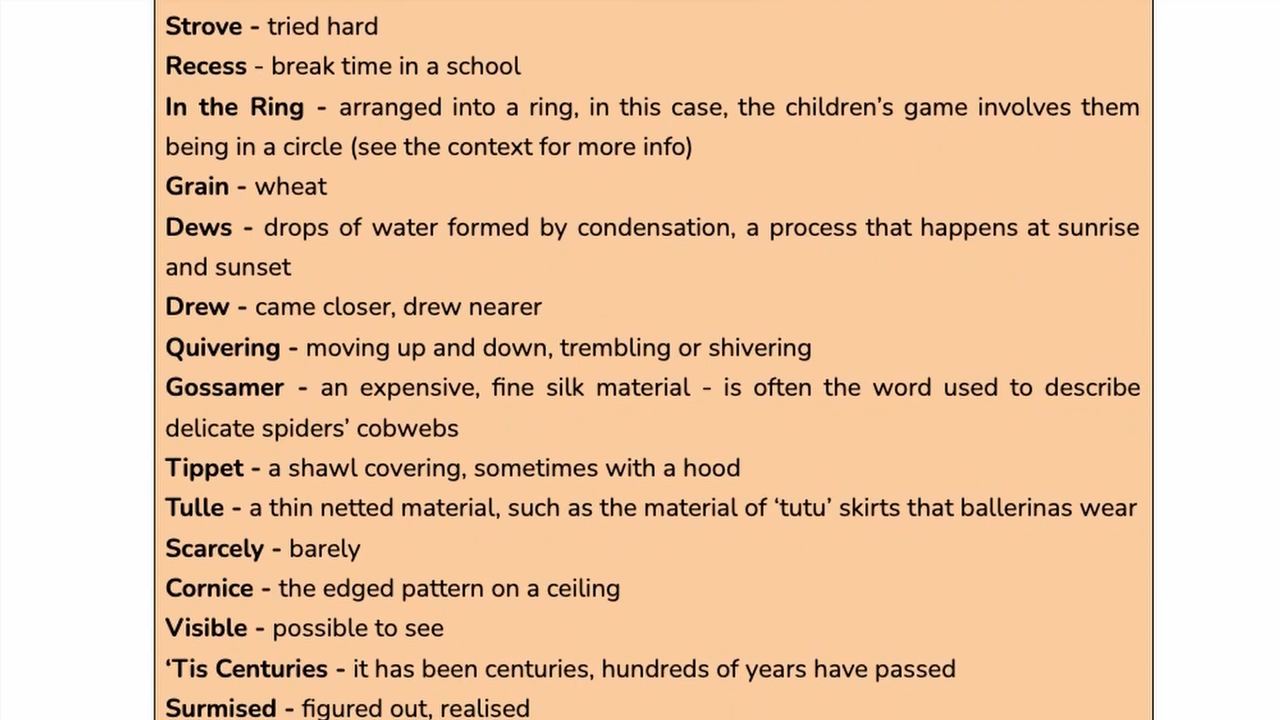 Strove - tried hard
Recess - break time in a school
In the Ring - arranged into a ring, in this case, the children’s game involves them
being in a circle (see the context for more info)
Grain - wheat
Dews - drops of water formed by condensation, a process that happens at sunrise
and sunset
Drew - came closer, drew nearer
Quivering - moving up and down, trembling or shivering
Gossamer - an expensive, fine silk material - is often the word used to describe
delicate spiders’ cobwebs
Tippet - a shawl covering, sometimes with a hood
Tulle - a thin netted material, such as the material of ‘tutu’ skirts that ballerinas wear
Scarcely - barely
Cornice - the edged pattern on a ceiling
Visible - possible to see
‘Tis Centuries - it has been centuries, hundreds of years have passed
Surmised - figured out, realised